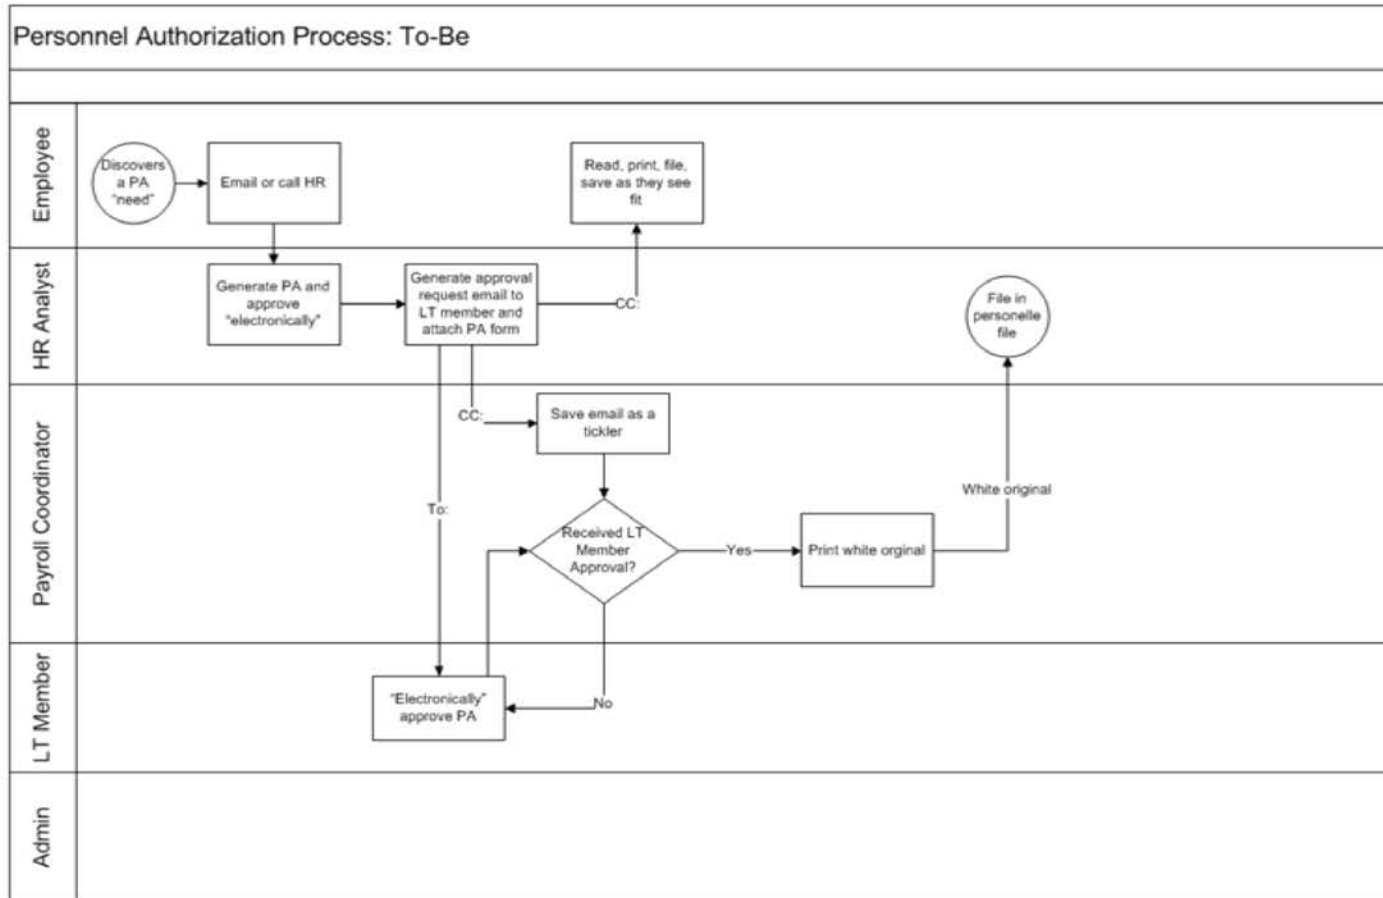 Personnel Authorization Process: To-Be
Employee
Discovers
a PA
"need"
Email or call HR
Read, print, file,
save as they see
fit
HR Analyst
Generate PA and
approve
"electronically"
Generate approval
request email to
LT member and
attach PA form
CC:
File in
personelle
file
Payroll Coordinator
CC:
Save email as a
tickler
To:
Received LT
Member
Approval?
Yes
Print white orginal
White original
LT Member
"Electronically"
approve PA
No
Admin